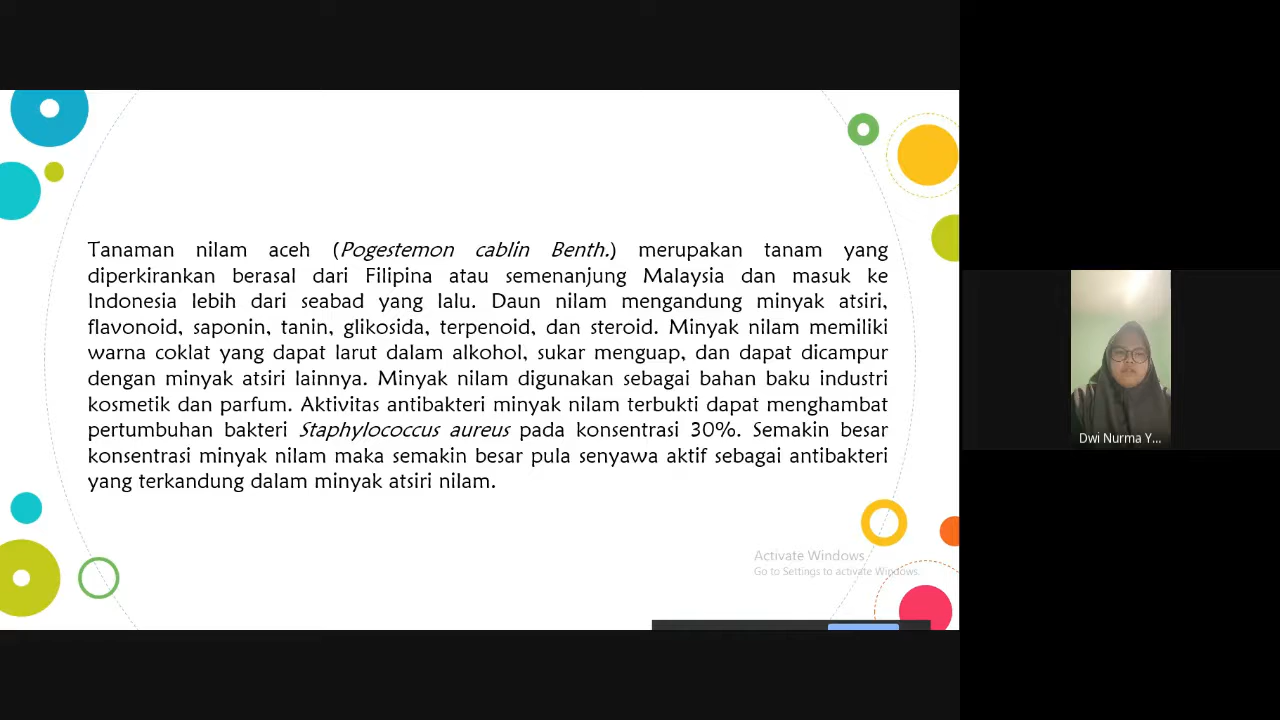 Tanaman nilam aceh (Pogestemon cablin Benth.) merupakan tanam yang
diperkirankan berasal dari Filipina atau semenanjung Malaysia dan masuk ke
Indonesia lebih dari seabad yang lalu. Daun nilam mengandung minyak atsiri,
flavonoid, saponin, tanin, glikosida, terpenoid, dan steroid. Minyak nilam memiliki
warna coklat yang dapat larut dalam alkohol, sukar menguap, dan dapat dicampur
dengan minyak atsiri lainnya. Minyak nilam digunakan sebagai bahan baku industri
kosmetik dan parfum. Aktivitas antibakteri minyak nilam terbukti dapat menghambat
pertumbuhan bakteri Staphylococcus aureus pada konsentrasi 30%. Semakin besar
konsentrasi minyak nilam maka semakin besar pula senyawa aktif sebagai antibakteri
yang terkandung dalam minyak atsiri nilam.
Activate Windows
Go to Settings to activate Windows.
Dwi Nurma Y...